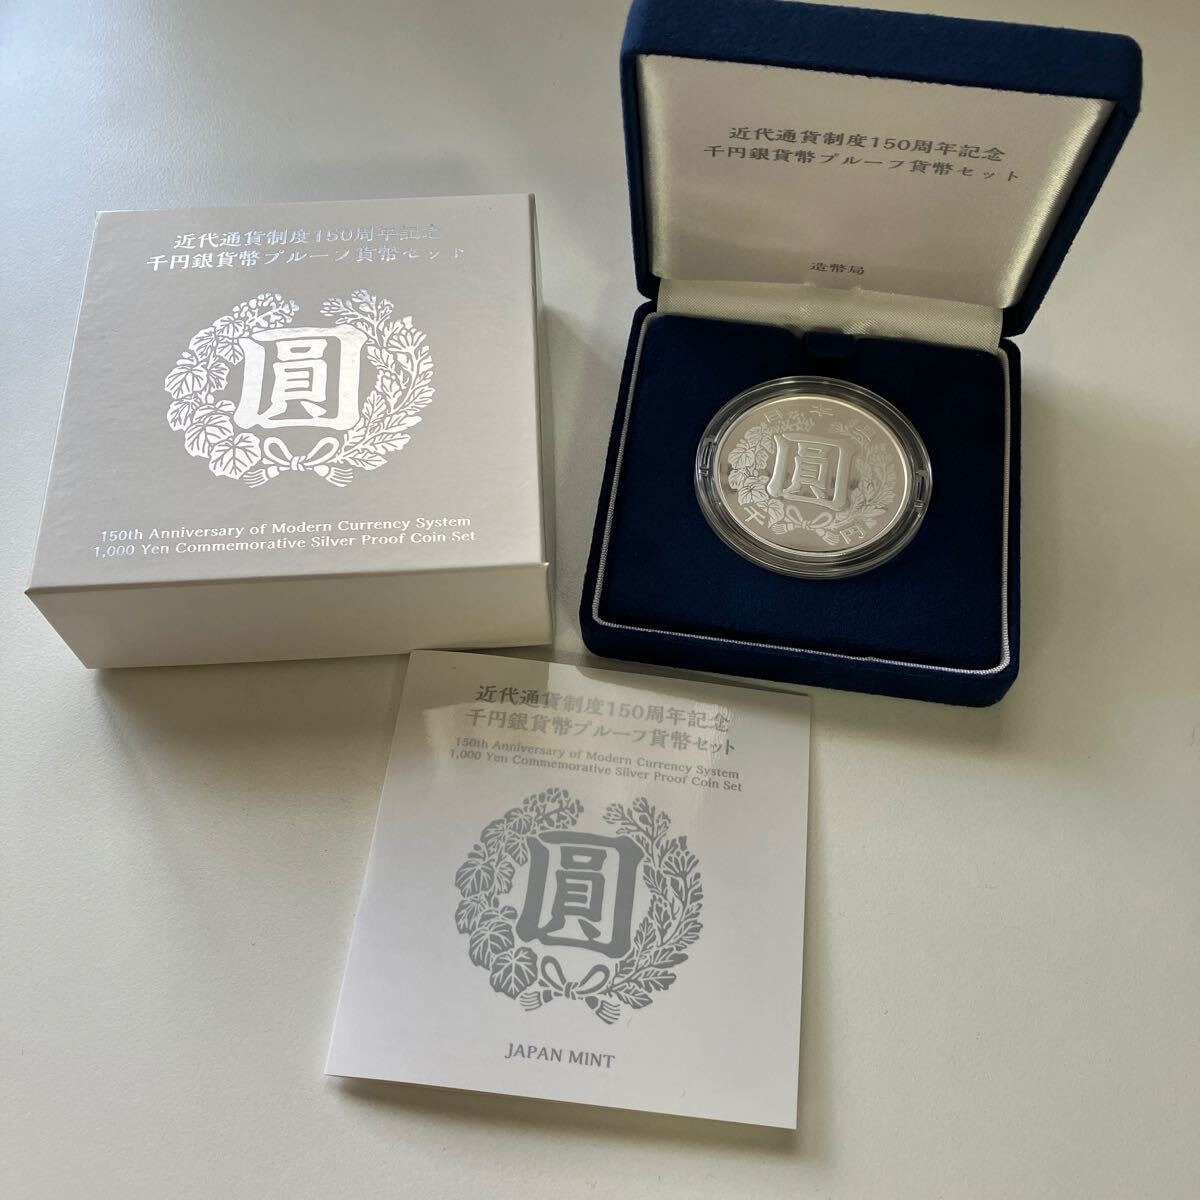 近代通貨制度150周年記念
千円銀貨幣プルーフ貨幣セット
圓
150th Anniversary of Modern Currency System
1,000 Yen Commemorative Silver Proof Coin Set
近代通貨制度150周年記念
千円銀貨幣プルーフ貨幣セット
造幣局
日本国
圓
千円
近代通貨制度150周年記念
千円銀貨幣プルーフ貨幣セット
150th Anniversary of Modern Currency System
1,000 Yen Commemorative Silver Proof Coin Set
圓
JAPAN MINT